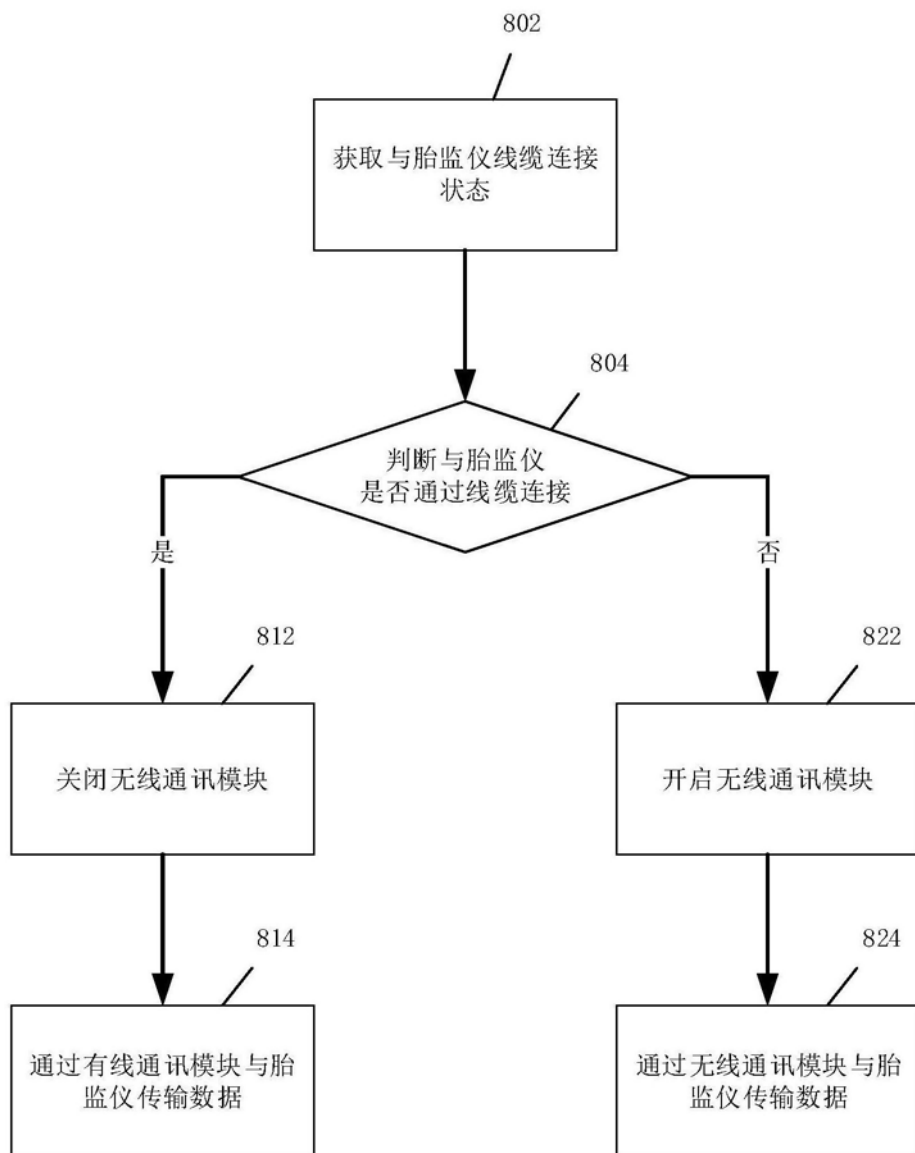 802
获取与胎监仪线缆连接
状态
804
判断与胎监仪
是否通过线缆连接
是
否
812
822
关闭无线通讯模块
开启无线通讯模块
814
824
通过有线通讯模块与胎
监仪传输数据
通过无线通讯模块与胎
监仪传输数据